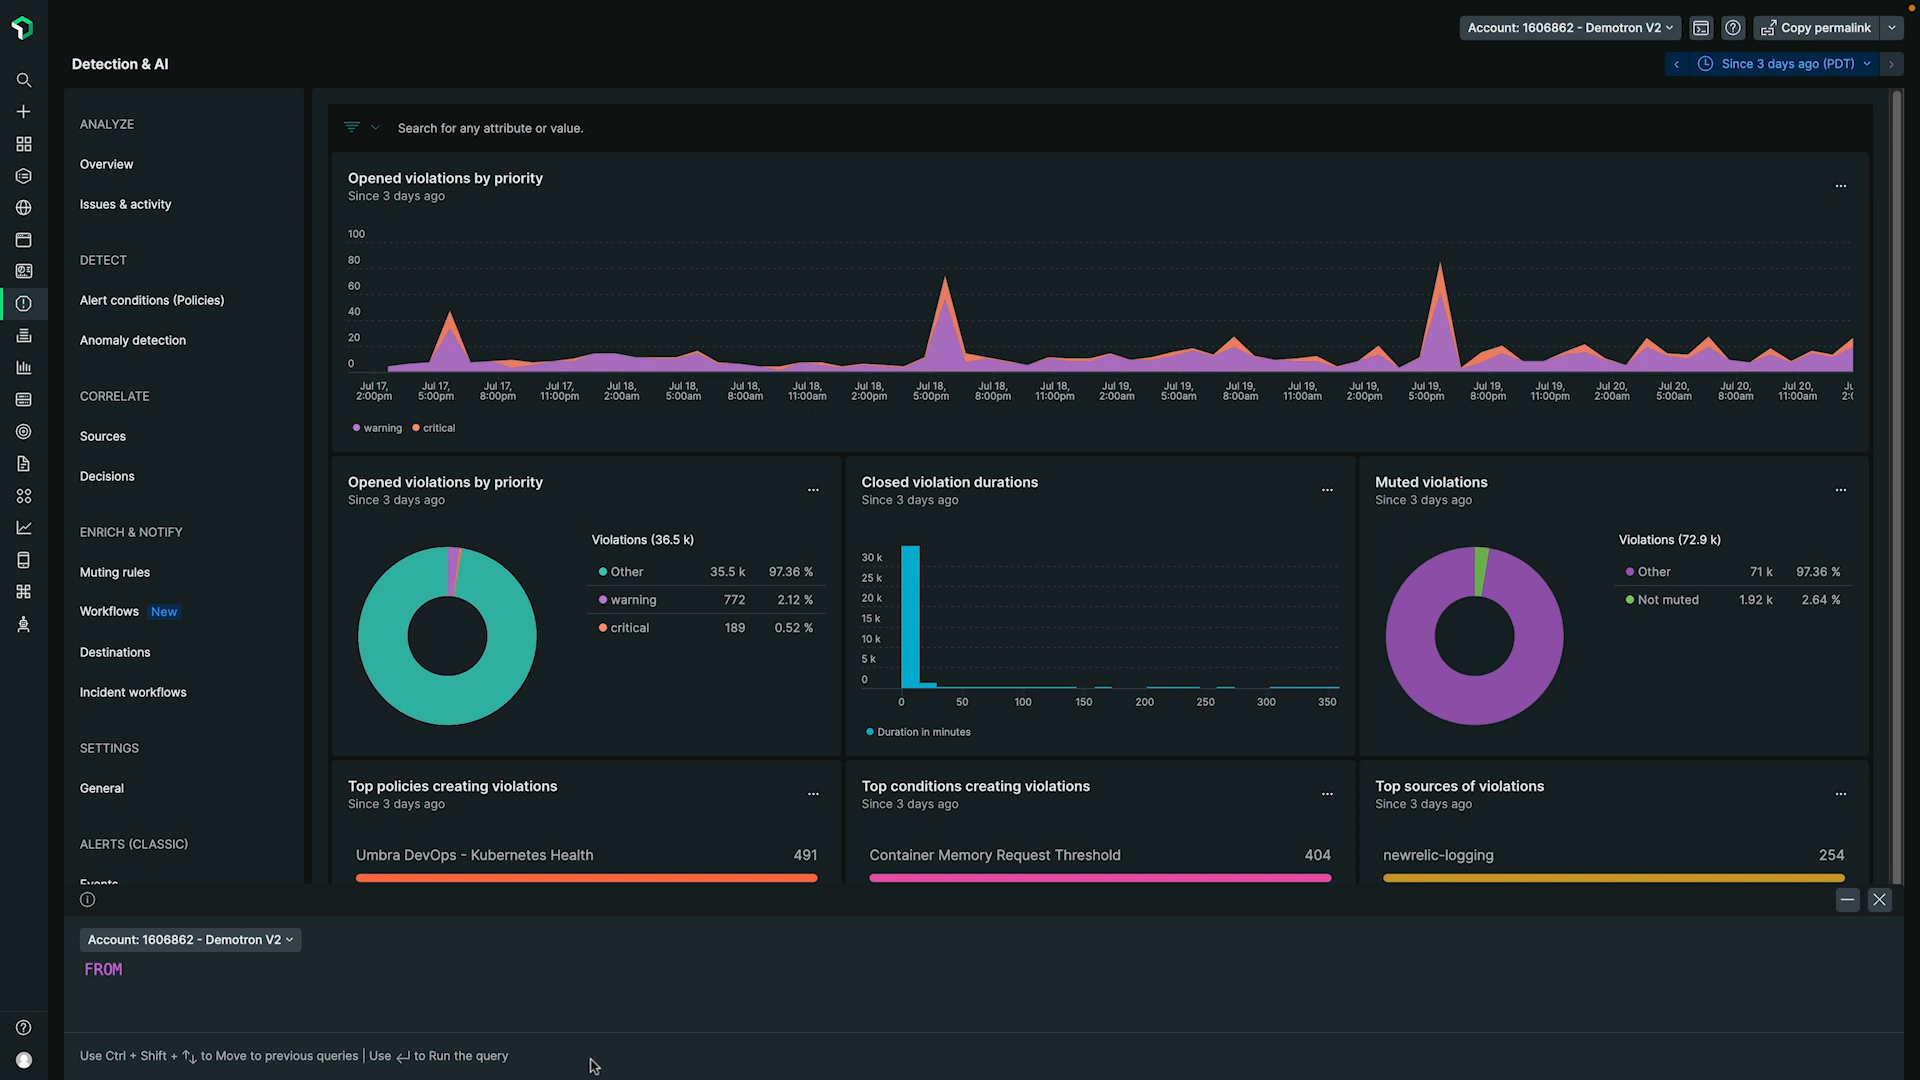 Account: 1606862 - Demotron V2
Copy permalink
Detection & AI
Since 3 days ago (PDT)
ANALYZE
Overview
Issues & activity
DETECT
Alert conditions (Policies)
Anomaly detection
CORRELATE
Sources
Decisions
ENRICH & NOTIFY
Muting rules
Workflows New
Destinations
Incident workflows
SETTINGS
General
ALERTS (CLASSIC)
Events
Search for any attribute or value.
Opened violations by priority
Since 3 days ago
100
80
60
40
20
0
Jul 17, 2:00pm
Jul 17, 5:00pm
Jul 17, 8:00pm
Jul 17, 11:00pm
Jul 18, 2:00am
Jul 18, 5:00am
Jul 18, 8:00am
Jul 18, 11:00am
Jul 18, 2:00pm
Jul 18, 5:00pm
Jul 18, 8:00pm
Jul 18, 11:00pm
Jul 19, 2:00am
Jul 19, 5:00am
Jul 19, 8:00am
Jul 19, 11:00am
Jul 19, 2:00pm
Jul 19, 5:00pm
Jul 19, 8:00pm
Jul 19, 11:00pm
Jul 20, 2:00am
Jul 20, 5:00am
Jul 20, 8:00am
Jul 20, 11:00am
warning critical
Opened violations by priority
Since 3 days ago
Violations (36.5 k)
Other 35.5 k 97.36 %
warning 772 2.12 %
critical 189 0.52 %
Closed violation durations
Since 3 days ago
30 k
25 k
20 k
15 k
10 k
5 k
0
0 50 100 150 200 250 300 350
Duration in minutes
Muted violations
Since 3 days ago
Violations (72.9 k)
Other 71 k 97.36 %
Not muted 1.92 k 2.64 %
Top policies creating violations
Since 3 days ago
Umbra DevOps - Kubernetes Health 491
Top conditions creating violations
Since 3 days ago
Container Memory Request Threshold 404
Top sources of violations
Since 3 days ago
newrelic-logging 254
Account: 1606862 - Demotron V2
FROM
Use Ctrl + Shift + ↑↓ to Move to previous queries | Use ↵ to Run the query